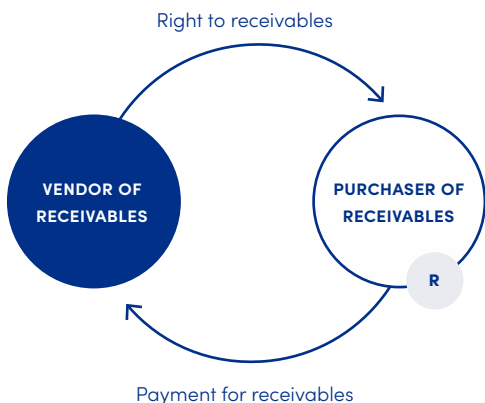 Right to receivables
VENDOR OF
RECEIVABLES
PURCHASER OF
RECEIVABLES
R
Payment for receivables